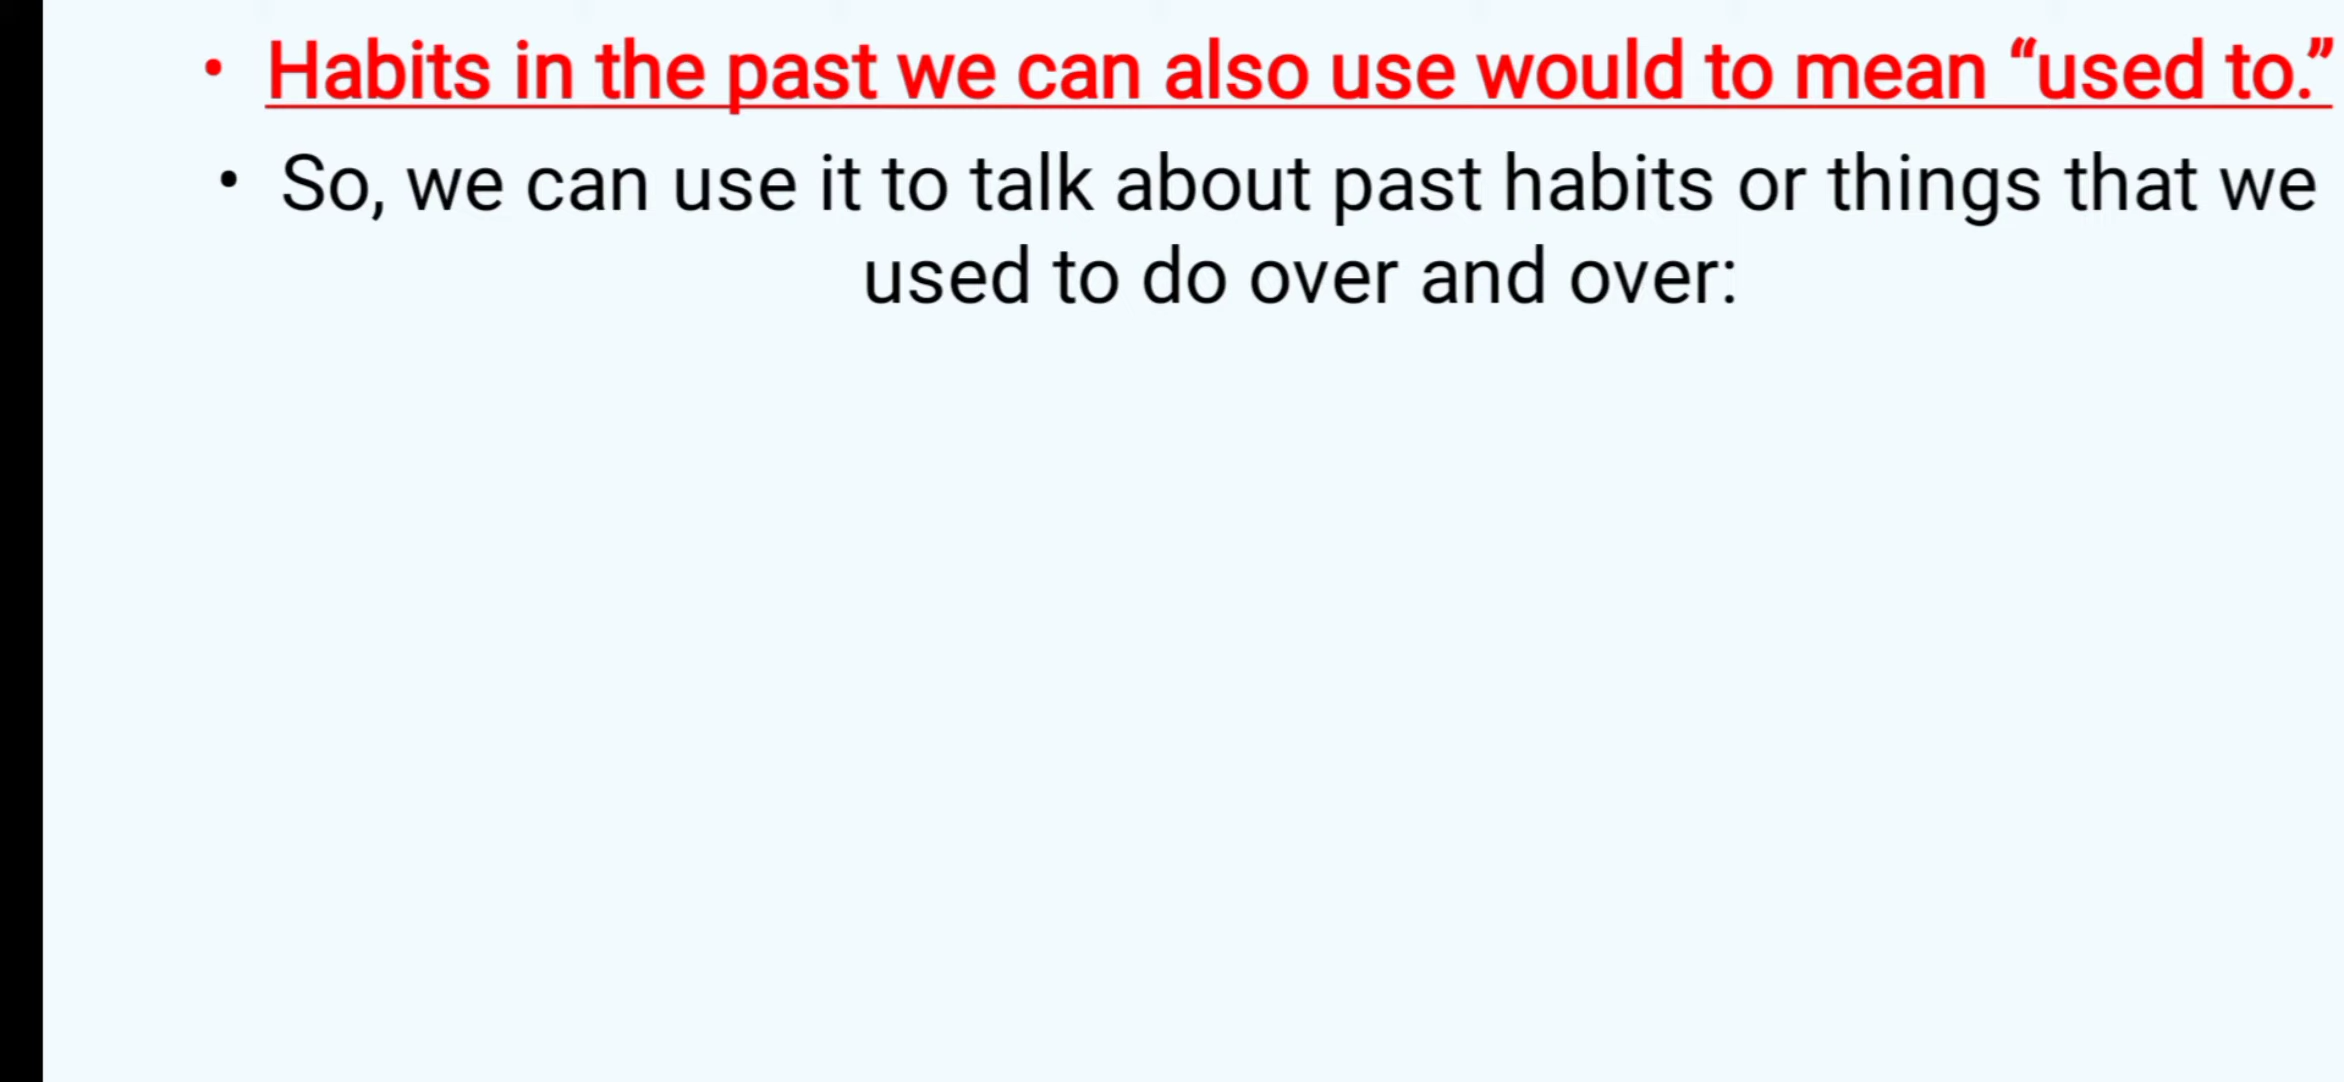 • Habits in the past we can also use would to mean “used to.”
• So, we can use it to talk about past habits or things that we
used to do over and over: